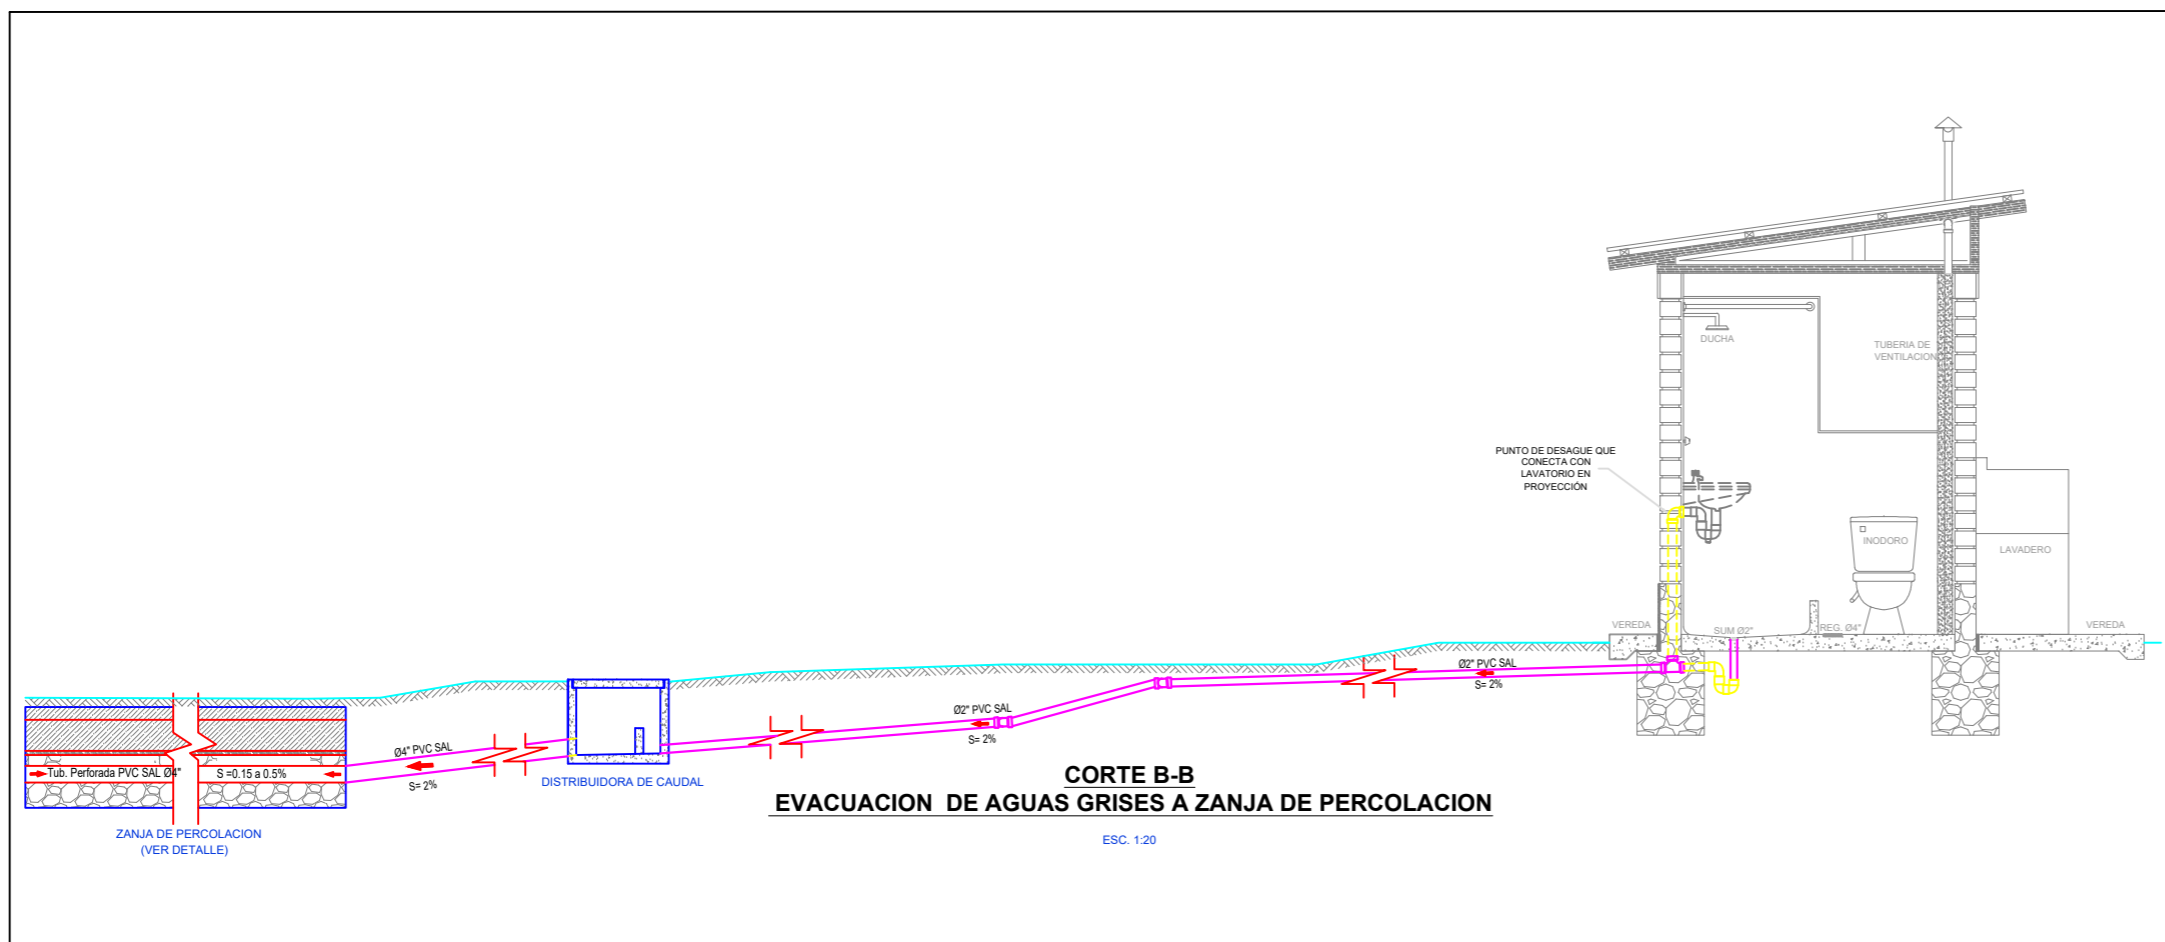 DUCHA
TUBERIA DE
VENTILACION
PUNTO DE DESAGUE QUE
CONECTA CON
LAVATORIO EN
PROYECCIÓN
INODORO
LAVADERO
VEREDA
SUM Ø2"
REG. Ø4"
VEREDA
Ø2" PVC SAL
S= 2%
Ø2" PVC SAL
S= 2%
Ø4" PVC SAL
S= 2%
Tub. Perforada PVC SAL Ø4"
S =0.15 a 0.5%
DISTRIBUIDORA DE CAUDAL
ZANJA DE PERCOLACION
(VER DETALLE)
CORTE B-B
EVACUACION DE AGUAS GRISES A ZANJA DE PERCOLACION
ESC. 1:20